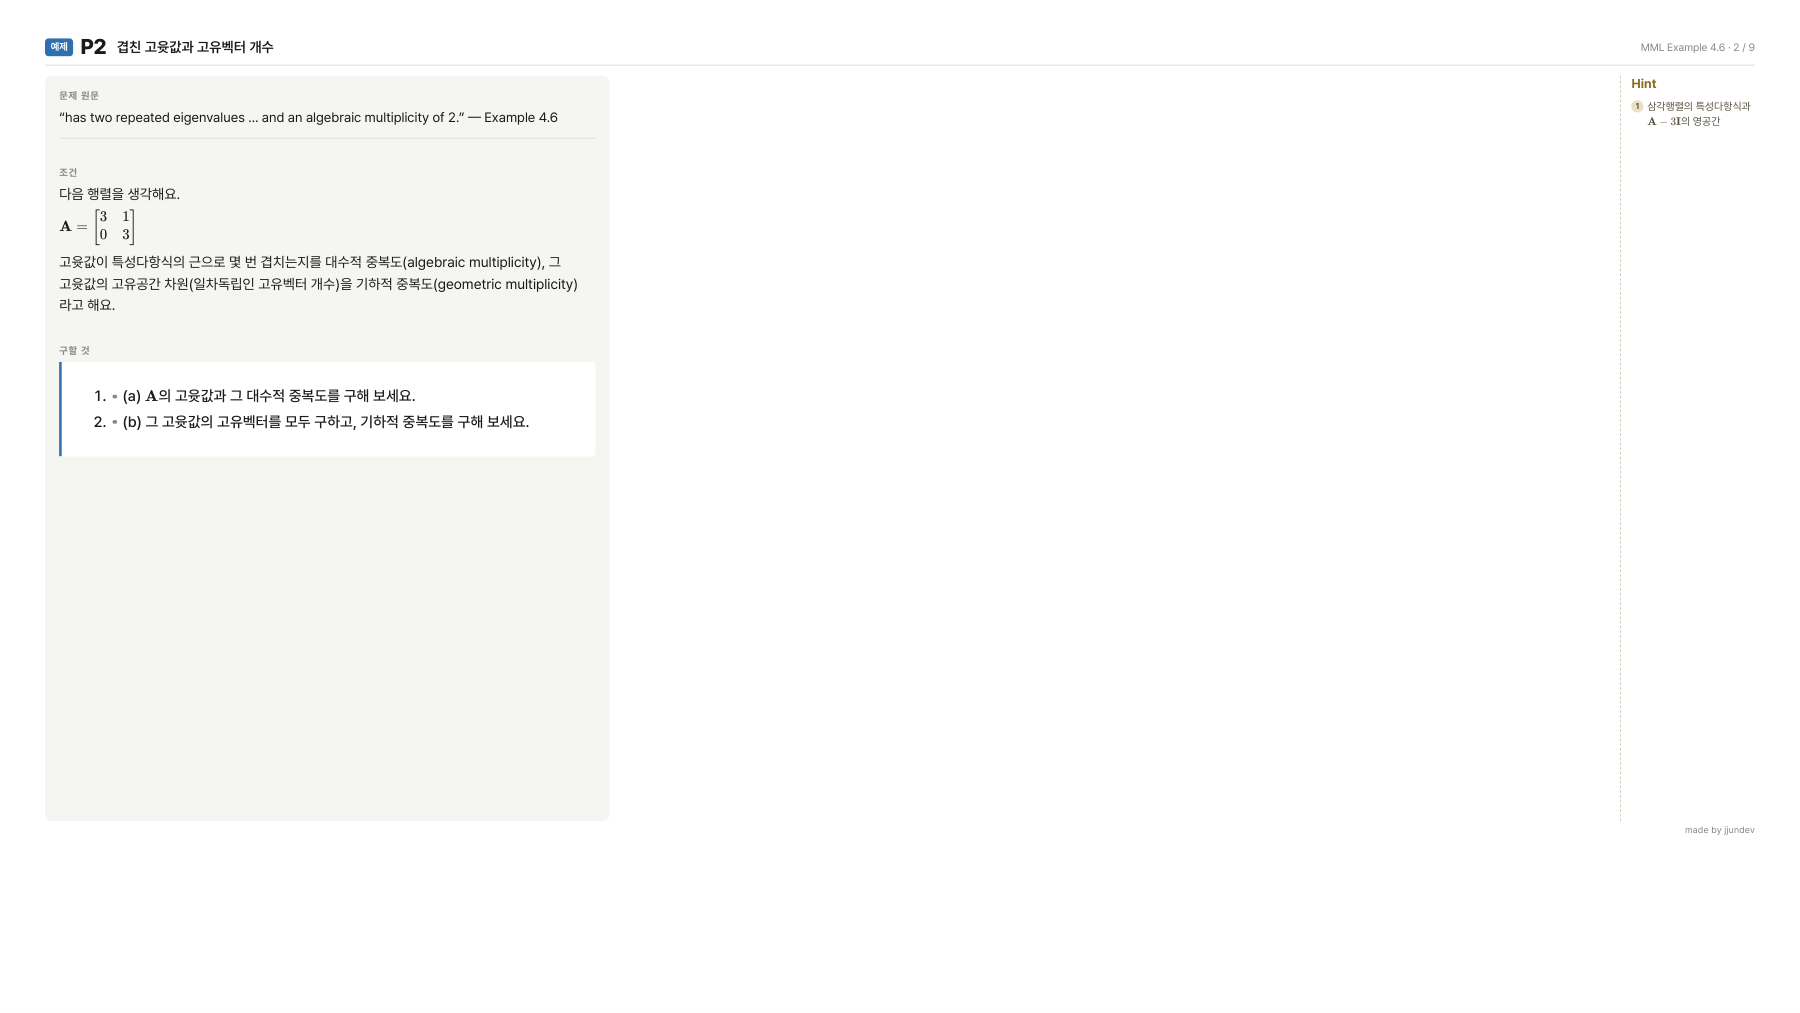 예제 P2 겹친 고윳값과 고유벡터 개수
MML Example 4.6 · 2 / 9
문제 원문
“has two repeated eigenvalues … and an algebraic multiplicity of 2.” — Example 4.6
조건
다음 행렬을 생각해요.
A = [3 1
0 3]
고윳값이 특성다항식의 근으로 몇 번 겹치는지를 대수적 중복도(algebraic multiplicity), 그
고윳값의 고유공간 차원(일차독립인 고유벡터 개수)을 기하적 중복도(geometric multiplicity)
라고 해요.
구할 것
1. • (a) A의 고윳값과 그 대수적 중복도를 구해 보세요.
2. • (b) 그 고윳값의 고유벡터를 모두 구하고, 기하적 중복도를 구해 보세요.
Hint
1 삼각행렬의 특성다항식과
A − 3I의 영공간
made by jjundev